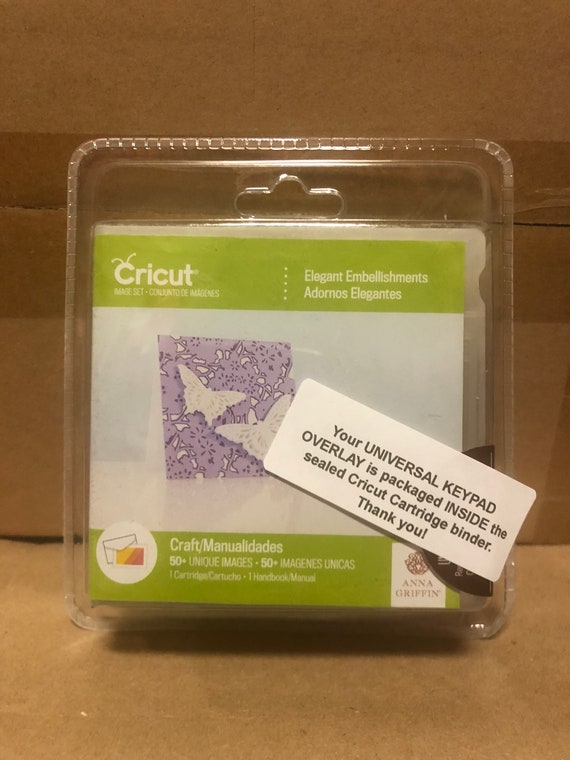 Cricut
IMAGE SET • CONJUNTO DE IMÁGENES
Elegant Embellishments
Adornos Elegantes
Your UNIVERSAL KEYPAD
OVERLAY is packaged INSIDE the
sealed Cricut Cartridge binder.
Thank you!
Craft/Manualidades
50+ UNIQUE IMAGES • 50+ IMAGENES UNICAS
1 Cartridge/Cartucho • 1 Handbook/Manual
ANNA
GRIFFIN®